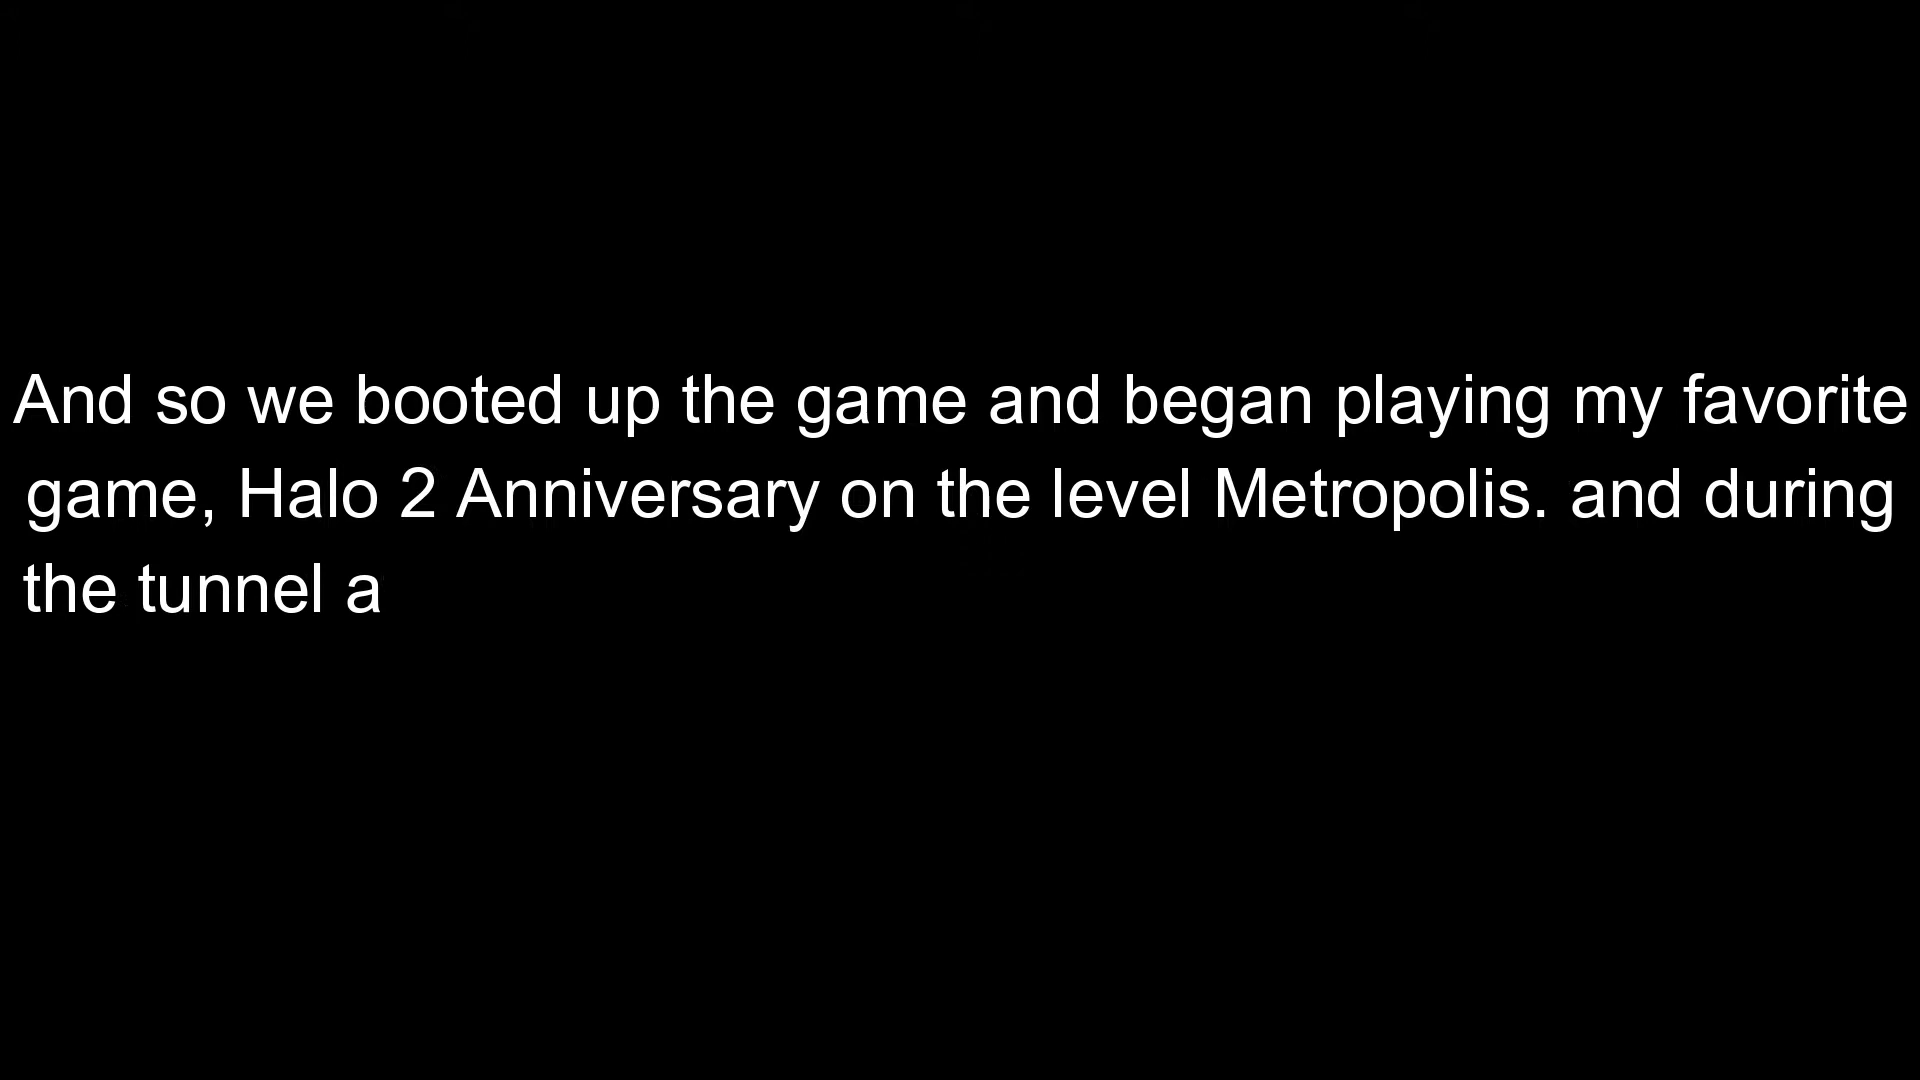 And so we booted up the game and began playing my favorite
game, Halo 2 Anniversary on the level Metropolis. and during
the tunnel a